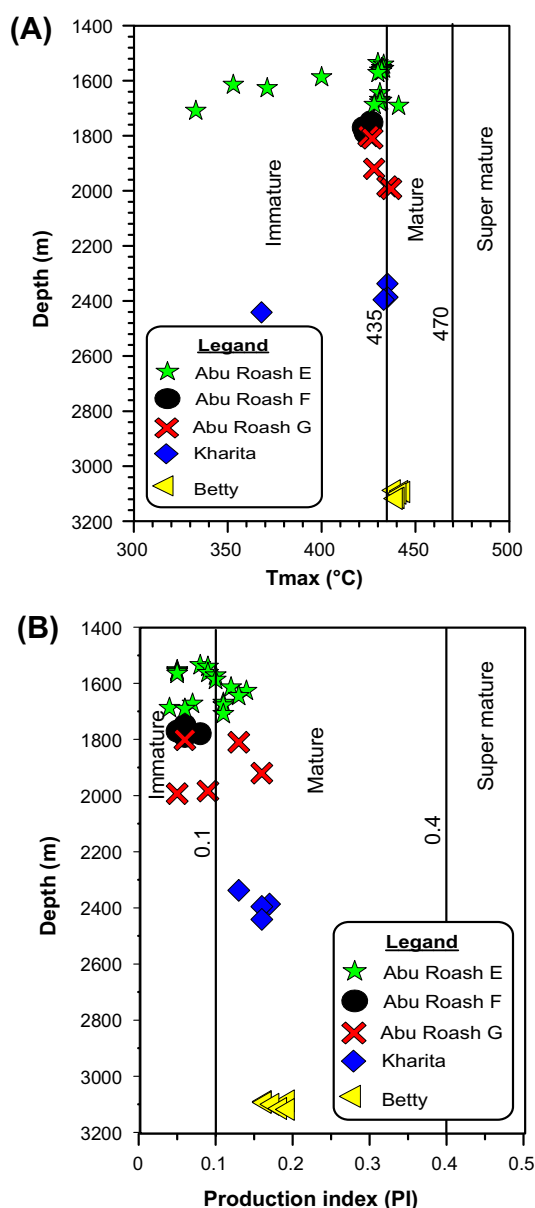 (A)
1400
1600
1800
2000
2200
2400
2600
2800
3000
3200
Depth (m)
Immature
Mature
Super mature
435
470
Legand
Abu Roash E
Abu Roash F
Abu Roash G
Kharita
Betty
300
350
400
450
500
Tmax (°C)
(B)
1400
1600
1800
2000
2200
2400
2600
2800
3000
3200
Depth (m)
Immature
Mature
Super mature
0.1
0.4
Legand
Abu Roash E
Abu Roash F
Abu Roash G
Kharita
Betty
0
0.1
0.2
0.3
0.4
0.5
Production index (PI)